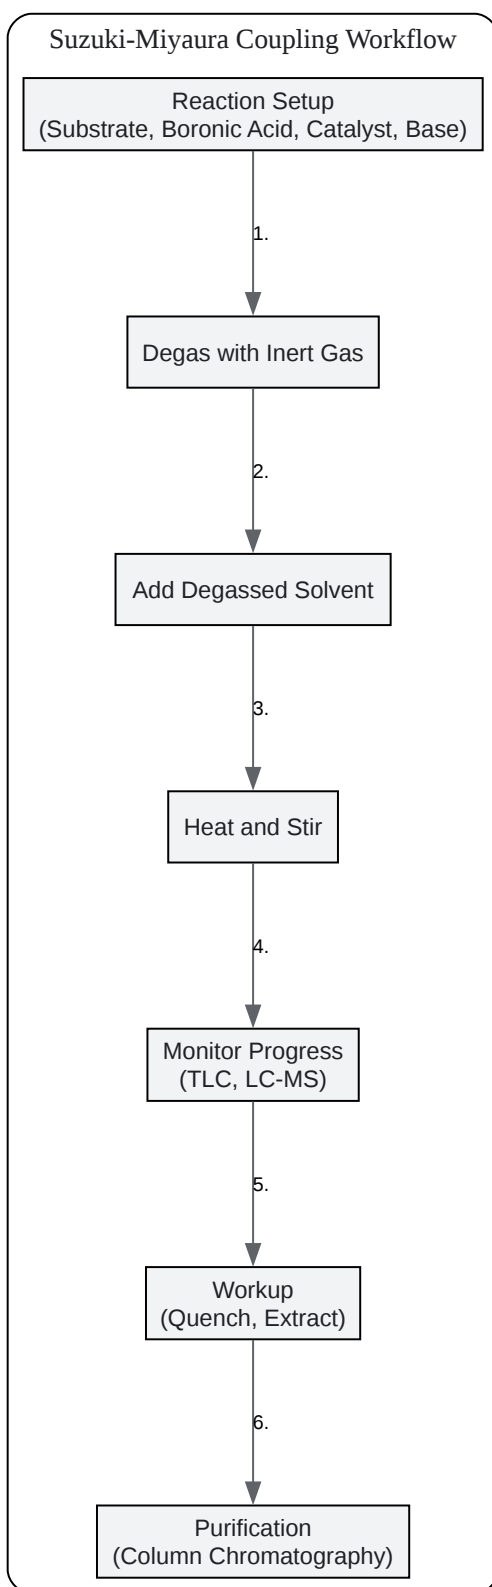 Suzuki-Miyaura Coupling Workflow
Reaction Setup
(Substrate, Boronic Acid, Catalyst, Base)
1.
Degas with Inert Gas
2.
Add Degassed Solvent
3.
Heat and Stir
4.
Monitor Progress
(TLC, LC-MS)
5.
Workup
(Quench, Extract)
6.
Purification
(Column Chromatography)